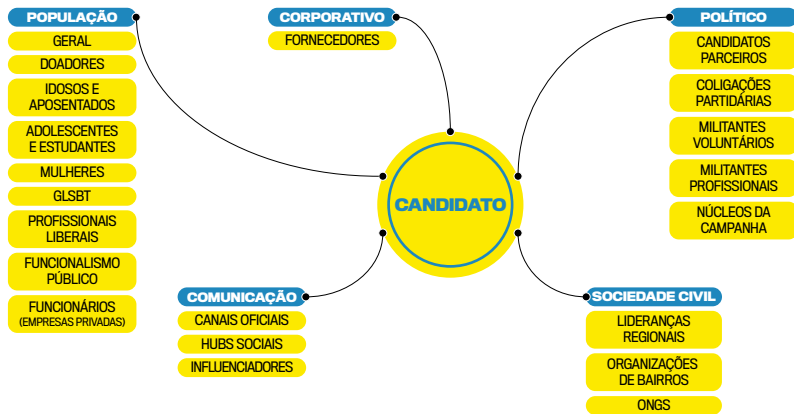 POPULAÇÃO
GERAL
DOADORES
IDOSOS E
APOSENTADOS
ADOLESCENTES
E ESTUDANTES
MULHERES
GLSBT
PROFISSIONAIS
LIBERAIS
FUNCIONALISMO
PÚBLICO
FUNCIONÁRIOS
(EMPRESAS PRIVADAS)
CORPORATIVO
FORNECEDORES
POLÍTICO
CANDIDATOS
PARCEIROS
COLIGAÇÕES
PARTIDÁRIAS
MILITANTES
VOLUNTÁRIOS
MILITANTES
PROFISSIONAIS
NÚCLEOS DA
CAMPANHA
CANDIDATO
COMUNICAÇÃO
CANAIS OFICIAIS
HUBS SOCIAIS
INFLUENCIADORES
SOCIEDADE CIVIL
LIDERANÇAS
REGIONAIS
ORGANIZAÇÕES
DE BAIRROS
ONGS